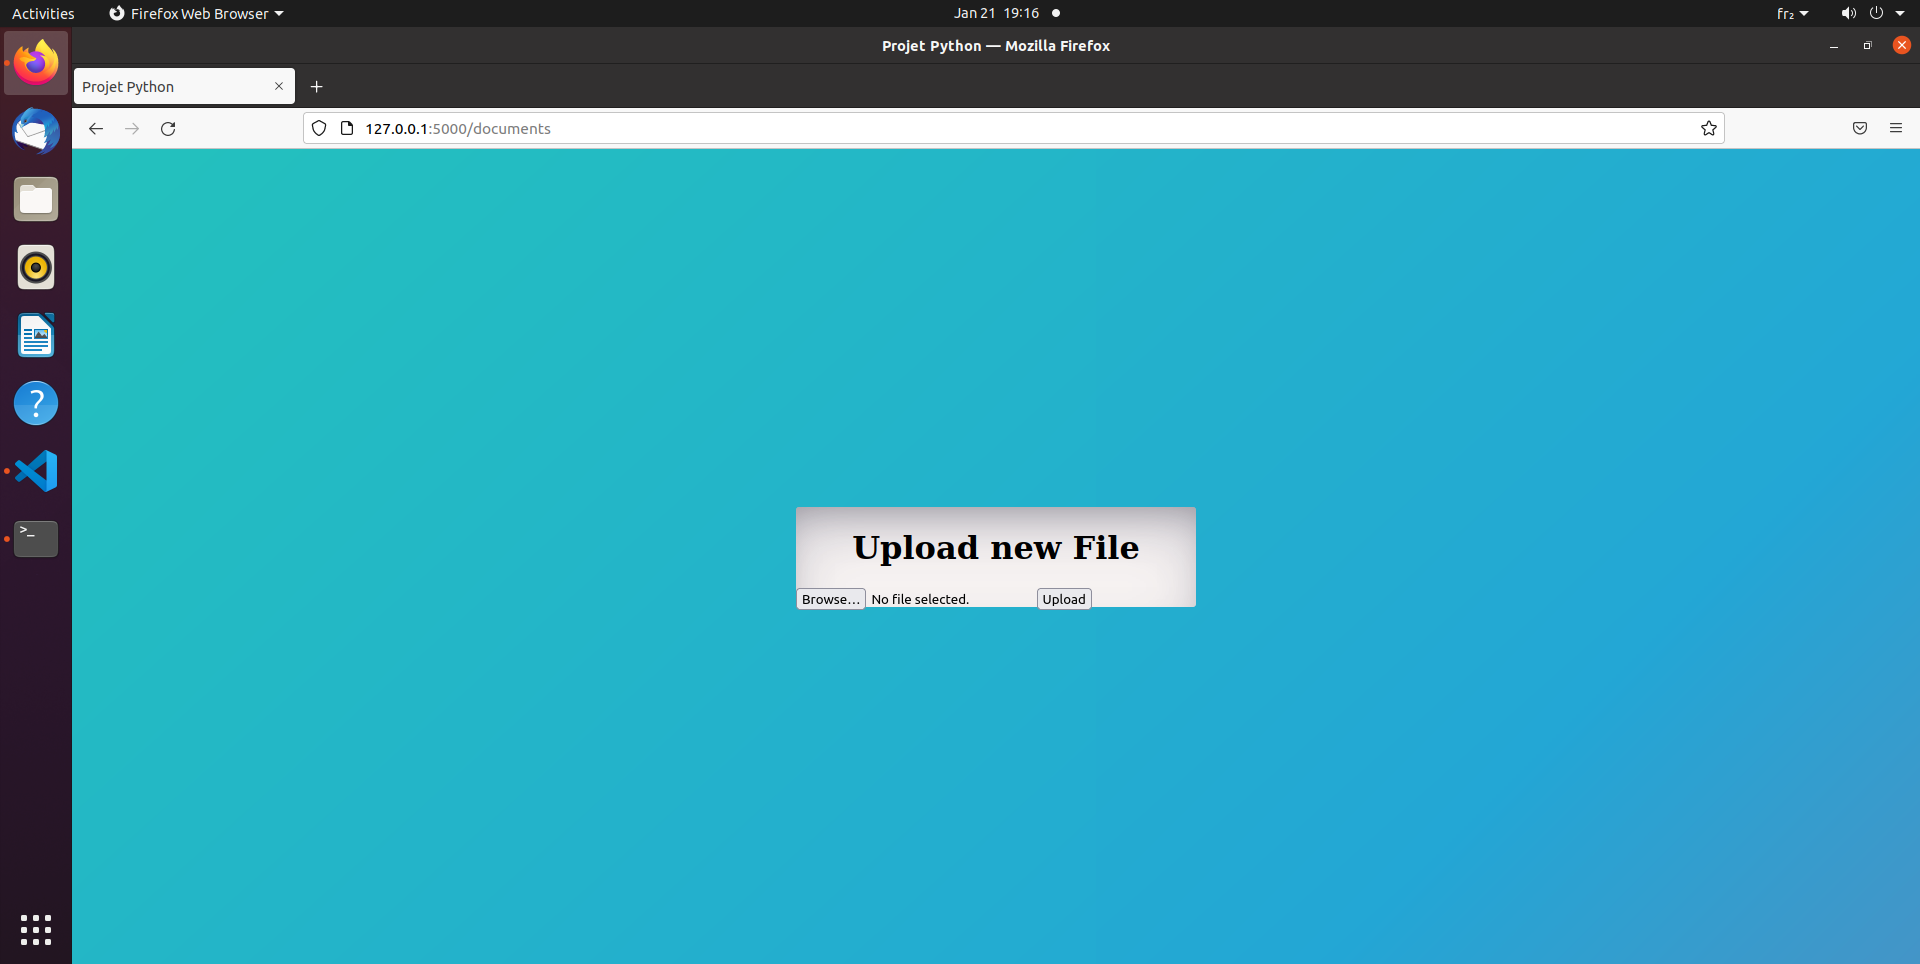 Activities
Firefox Web Browser
Jan 21 19:16
fr₂
Projet Python — Mozilla Firefox
Projet Python
127.0.0.1:5000/documents
Upload new File
Browse… No file selected. Upload